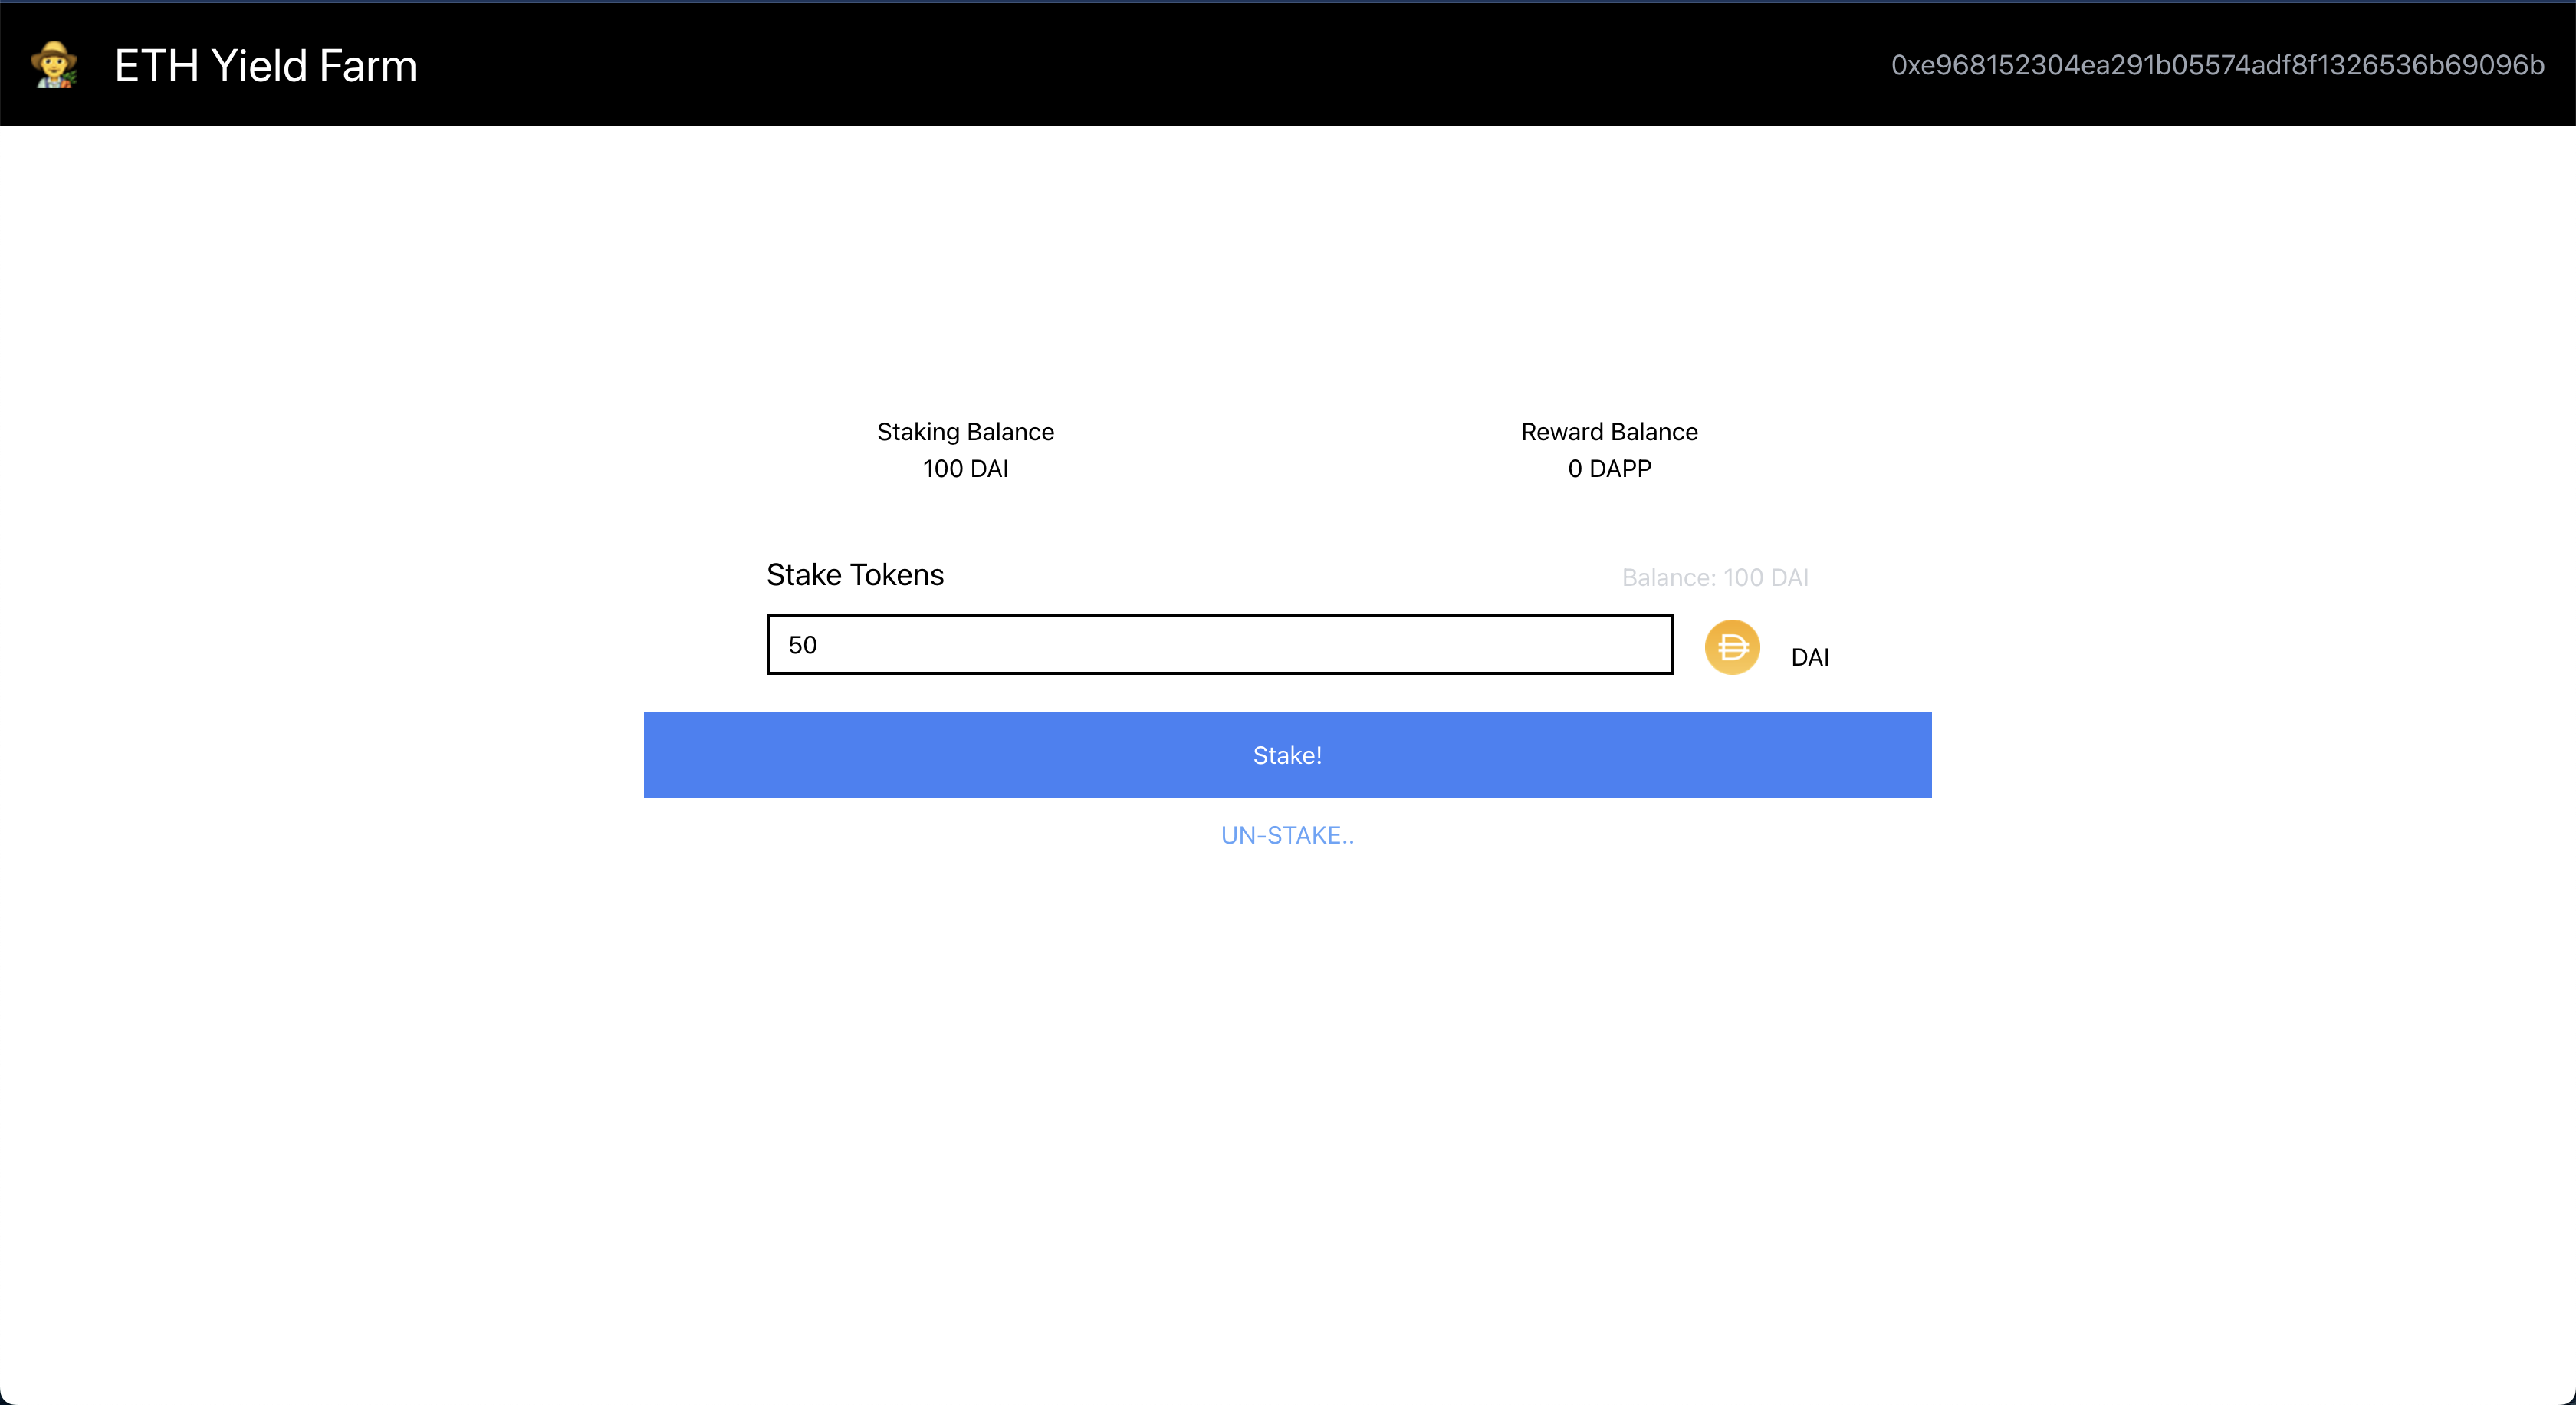 ETH Yield Farm
0xe968152304ea291b05574adf8f1326536b69096b
Staking Balance
100 DAI
Reward Balance
0 DAPP
Stake Tokens
Balance: 100 DAI
50
DAI
Stake!
UN-STAKE..